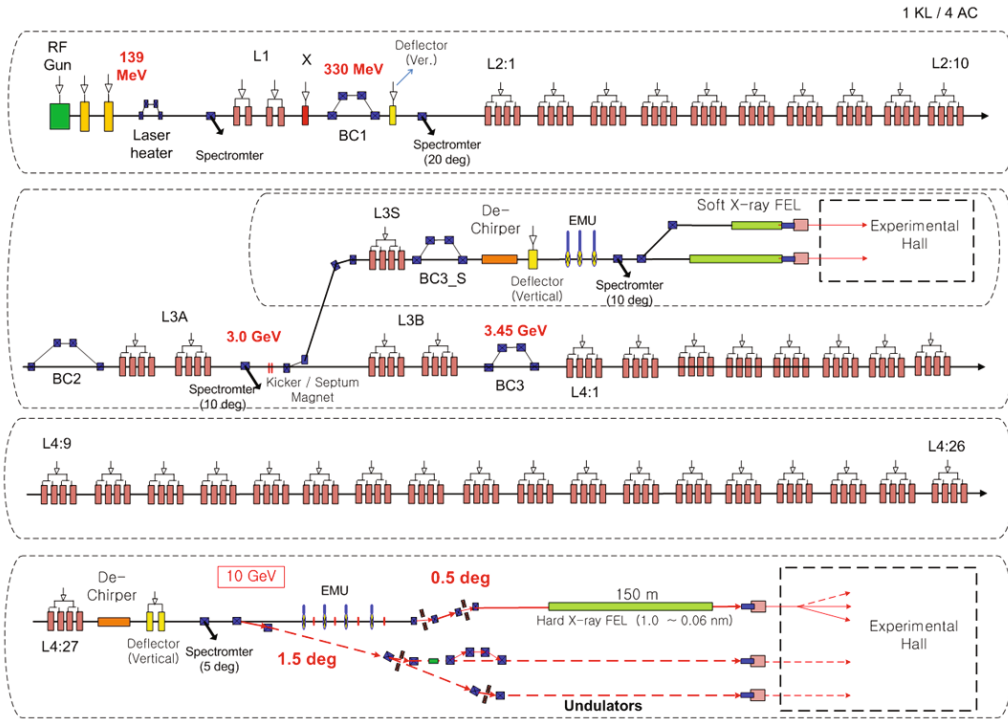 1 KL / 4 AC
RF
Gun
139
MeV
L1
X
330 MeV
Deflector
(Ver.)
L2:1
L2:10
Laser
heater
Spectromter
BC1
Spectromter
(20 deg)
L3S
De-
Chirper
EMU
Soft X-ray FEL
Experimental
Hall
BC3_S
Deflector
(Vertical)
Spectromter
(10 deg)
L3A
3.0 GeV
L3B
3.45 GeV
BC2
Spectromter
(10 deg)
Kicker / Septum
Magnet
BC3
L4:1
L4:9
L4:26
De-
Chirper
10 GeV
EMU
0.5 deg
150 m
Hard X-ray FEL (1.0 ~ 0.06 nm)
L4:27
Deflector
(Vertical)
Spectromter
(5 deg)
1.5 deg
Experimental
Hall
Undulators